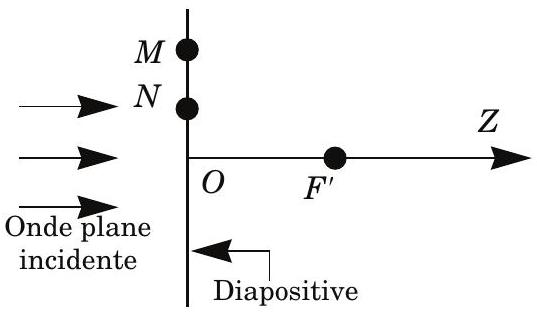 M
N
Z
O
F'
Onde plane
incidente
Diapositive